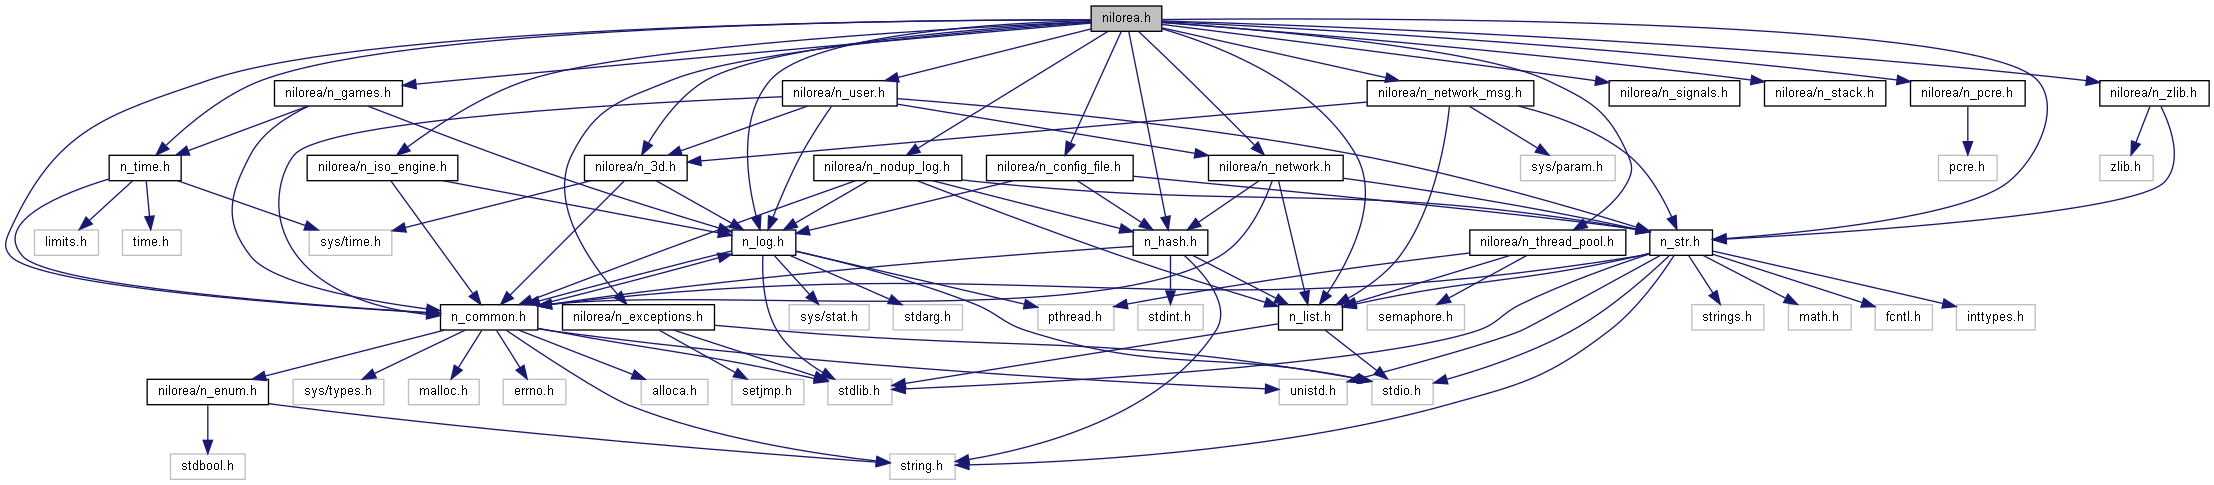 nilorea.h
nilorea/n_games.h
nilorea/n_user.h
nilorea/n_network_msg.h
nilorea/n_signals.h
nilorea/n_stack.h
nilorea/n_pcre.h
nilorea/n_zlib.h
n_time.h
nilorea/n_iso_engine.h
nilorea/n_3d.h
nilorea/n_nodup_log.h
nilorea/n_config_file.h
nilorea/n_network.h
sys/param.h
pcre.h
zlib.h
limits.h
time.h
sys/time.h
n_log.h
n_hash.h
nilorea/n_thread_pool.h
n_str.h
n_common.h
nilorea/n_exceptions.h
sys/stat.h
stdarg.h
pthread.h
stdint.h
n_list.h
semaphore.h
strings.h
math.h
fcntl.h
inttypes.h
nilorea/n_enum.h
sys/types.h
malloc.h
errno.h
alloca.h
setjmp.h
stdlib.h
unistd.h
stdio.h
stdbool.h
string.h